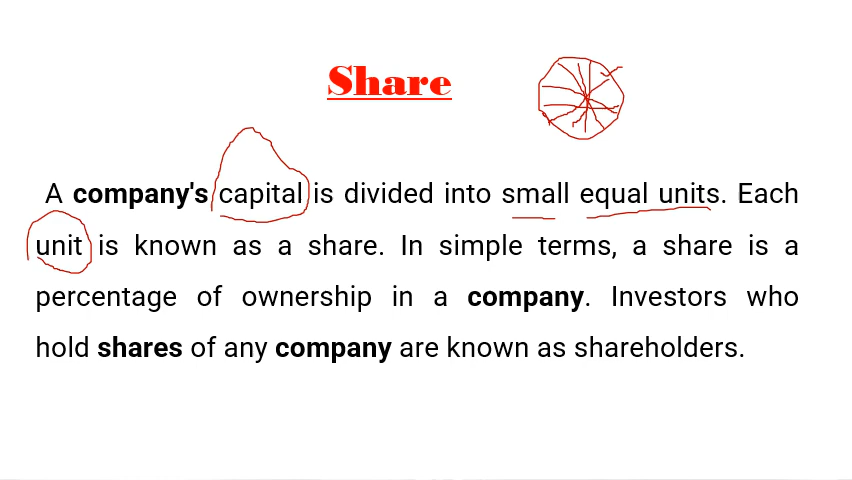 Share
A company's capital is divided into small equal units. Each
unit is known as a share. In simple terms, a share is a
percentage of ownership in a company. Investors who
hold shares of any company are known as shareholders.